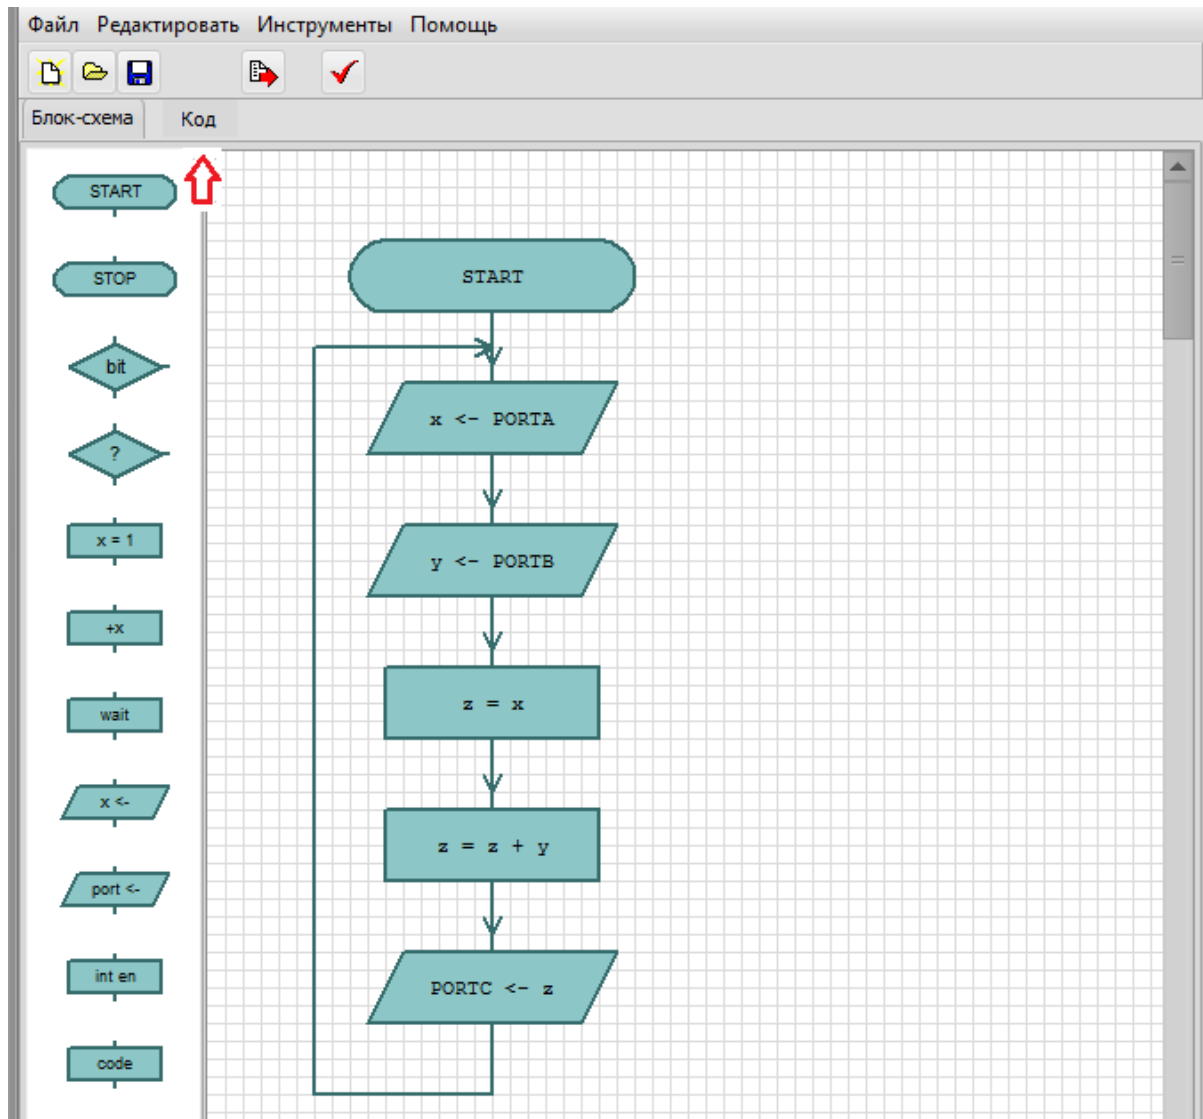 Файл Редактировать Инструменты Помощь
Блок-схема Код
START
STOP
bit
?
x = 1
+x
wait
x <-
port <-
int en
code
START
x <- PORTA
y <- PORTB
z = x
z = z + y
PORTC <- z